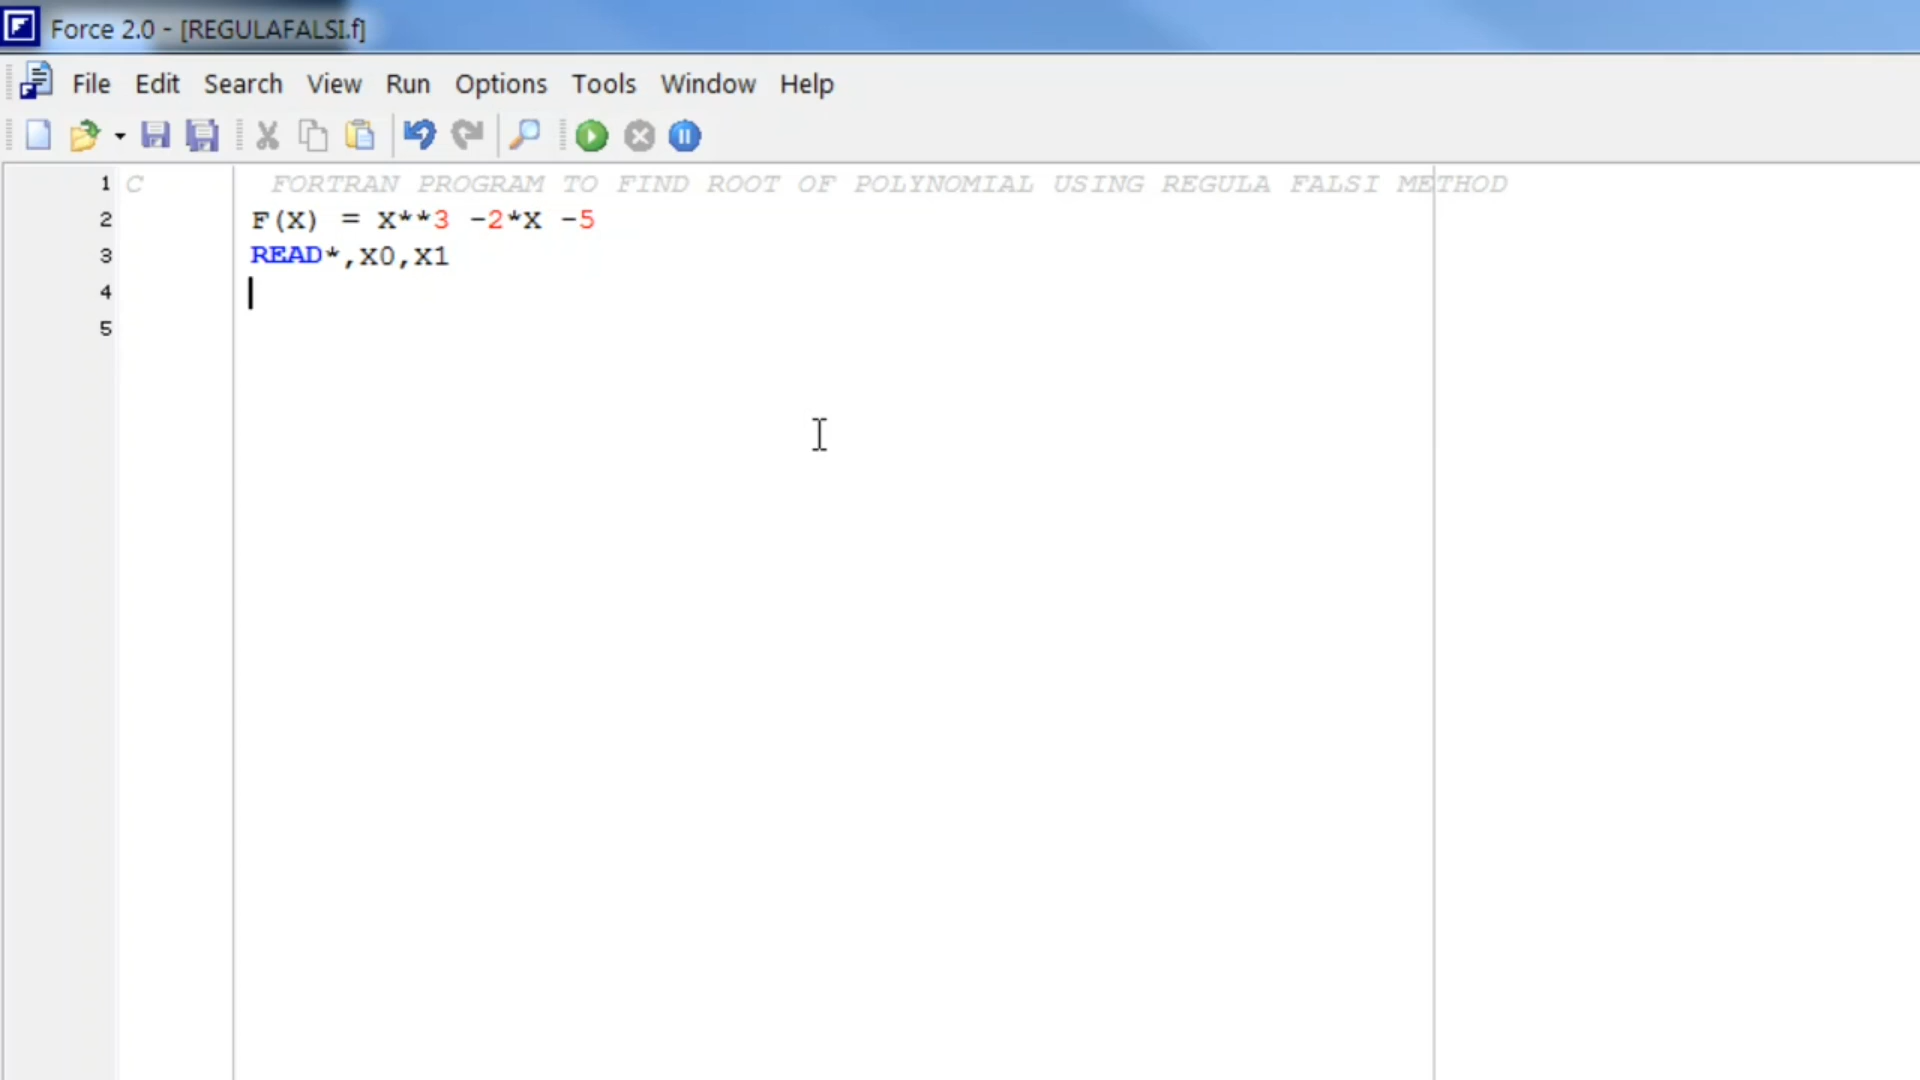 Force 2.0 - [REGULAFALSI.f]
File Edit Search View Run Options Tools Window Help
1 C FORTRAN PROGRAM TO FIND ROOT OF POLYNOMIAL USING REGULA FALSI METHOD
2 F(X) = X**3 -2*X -5
3 READ*,X0,X1
4
5